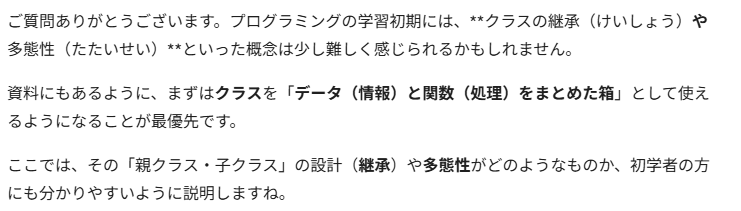 ご質問ありがとうございます。プログラミングの学習初期には、**クラスの継承（けいしょう）や
多態性（たたいせい）**といった概念は少し難しく感じられるかもしれません。
資料にもあるように、まずはクラスを「データ（情報）と関数（処理）をまとめた箱」として使え
るようになることが最優先です。
ここでは、その「親クラス・子クラス」の設計（継承）や多態性がどのようなものか、初学者の方
にも分かりやすいように説明しますね。